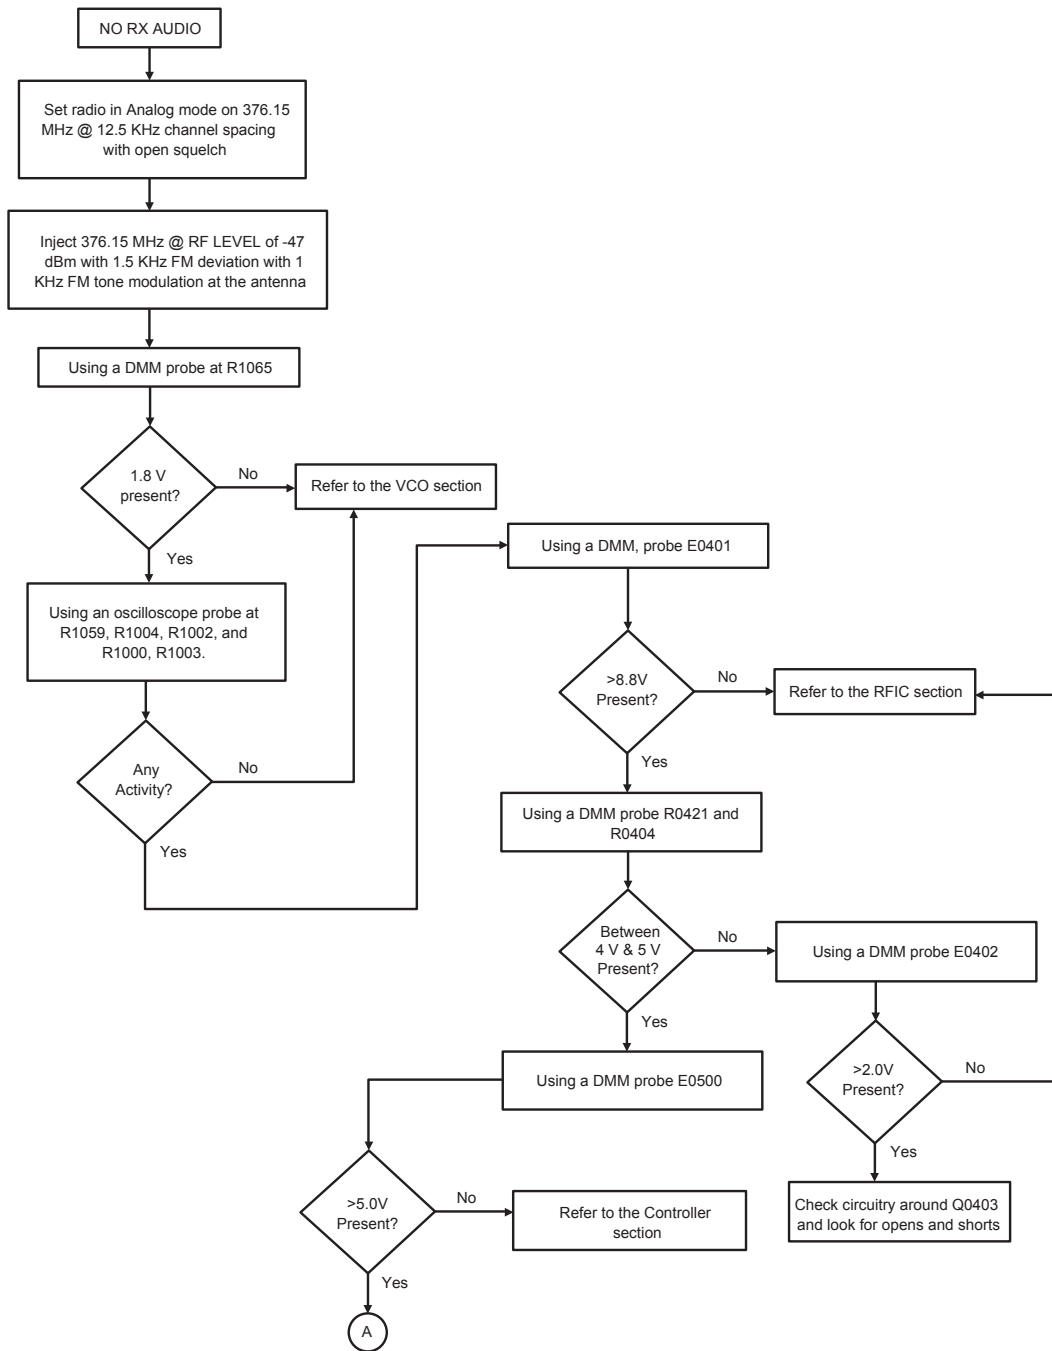 NO RX AUDIO
Set radio in Analog mode on 376.15
MHz @ 12.5 KHz channel spacing
with open squelch
Inject 376.15 MHz @ RF LEVEL of -47
dBm with 1.5 KHz FM deviation with 1
KHz FM tone modulation at the antenna
Using a DMM probe at R1065
1.8 V
present?
No
Refer to the VCO section
Yes
Using an oscilloscope probe at
R1059, R1004, R1002, and
R1000, R1003.
Any
Activity?
No
Yes
Using a DMM, probe E0401
>8.8V
Present?
No
Refer to the RFIC section
Yes
Using a DMM probe R0421 and
R0404
Between
4 V & 5 V
Present?
No
Using a DMM probe E0402
Yes
>2.0V
Present?
No
Yes
Check circuitry around Q0403
and look for opens and shorts
Using a DMM probe E0500
>5.0V
Present?
No
Refer to the Controller
section
Yes
A